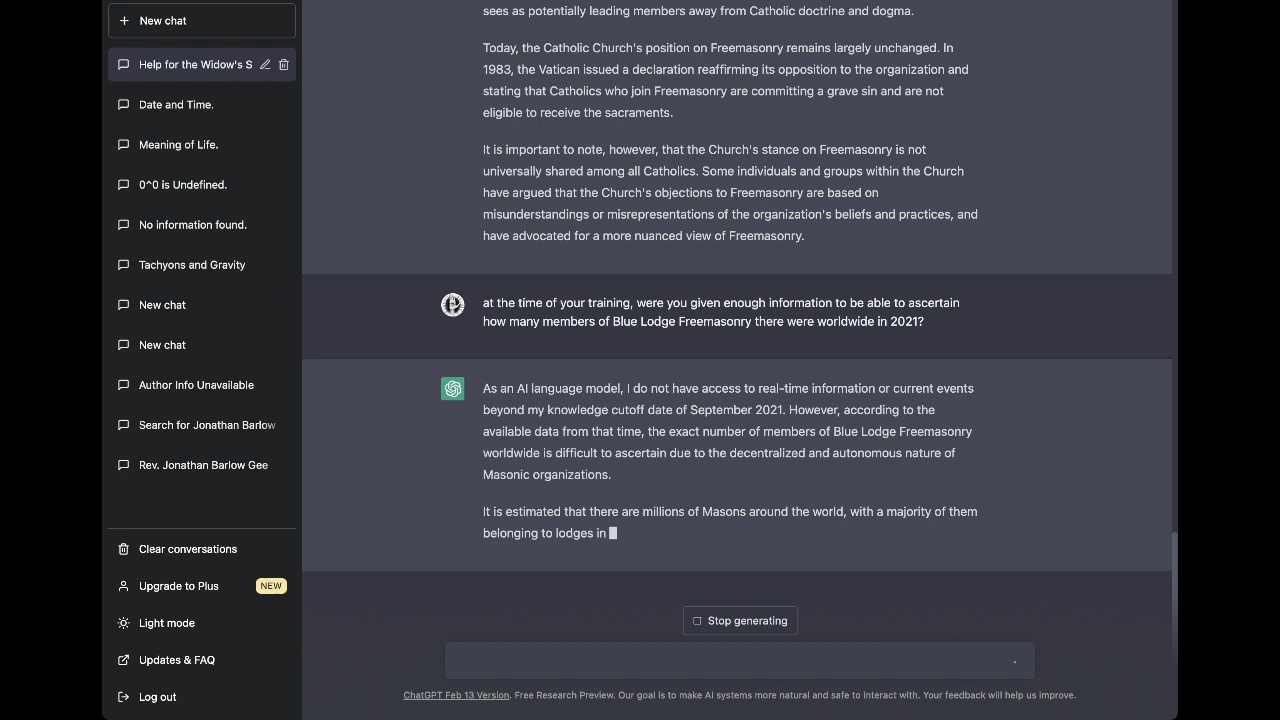 New chat
Help for the Widow's S
Date and Time.
Meaning of Life.
0^0 is Undefined.
No information found.
Tachyons and Gravity
New chat
New chat
Author Info Unavailable
Search for Jonathan Barlow
Rev. Jonathan Barlow Gee
Clear conversations
Upgrade to Plus NEW
Light mode
Updates & FAQ
Log out
sees as potentially leading members away from Catholic doctrine and dogma.
Today, the Catholic Church's position on Freemasonry remains largely unchanged. In
1983, the Vatican issued a declaration reaffirming its opposition to the organization and
stating that Catholics who join Freemasonry are committing a grave sin and are not
eligible to receive the sacraments.
It is important to note, however, that the Church's stance on Freemasonry is not
universally shared among all Catholics. Some individuals and groups within the Church
have argued that the Church's objections to Freemasonry are based on
misunderstandings or misrepresentations of the organization's beliefs and practices, and
have advocated for a more nuanced view of Freemasonry.
at the time of your training, were you given enough information to be able to ascertain
how many members of Blue Lodge Freemasonry there were worldwide in 2021?
As an AI language model, I do not have access to real-time information or current events
beyond my knowledge cutoff date of September 2021. However, according to the
available data from that time, the exact number of members of Blue Lodge Freemasonry
worldwide is difficult to ascertain due to the decentralized and autonomous nature of
Masonic organizations.
It is estimated that there are millions of Masons around the world, with a majority of them
belonging to lodges in
Stop generating
ChatGPT Feb 13 Version. Free Research Preview. Our goal is to make AI systems more natural and safe to interact with. Your feedback will help us improve.